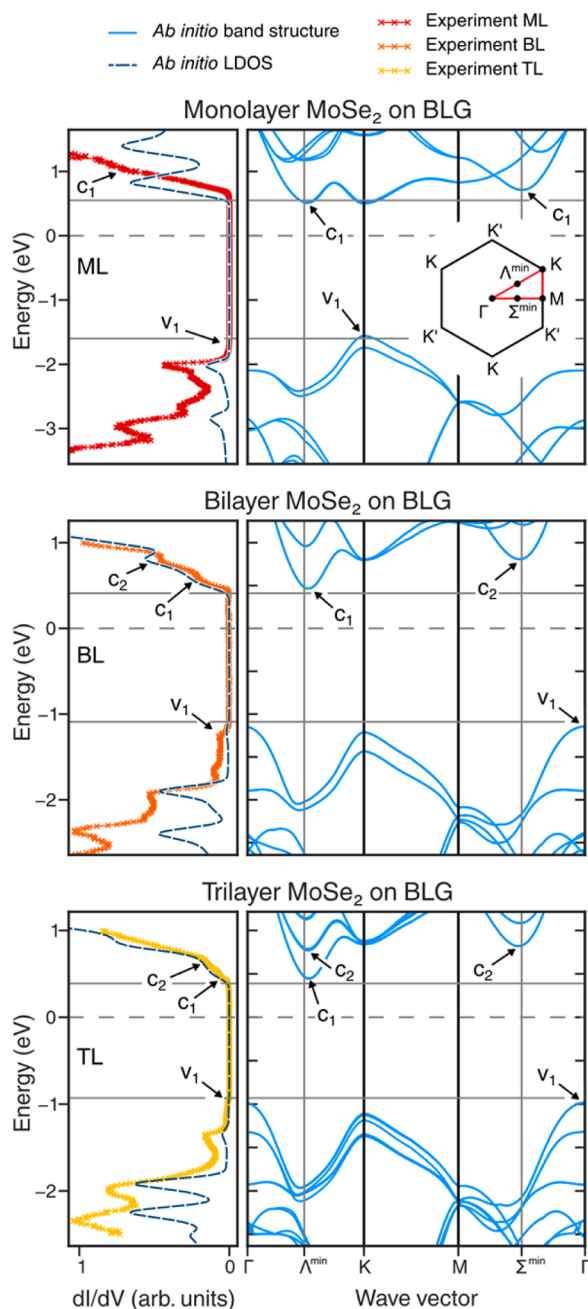 Ab initio band structure
Ab initio LDOS
Experiment ML
Experiment BL
Experiment TL
Monolayer MoSe₂ on BLG
Energy (eV)
1
0
−1
−2
−3
c₁
ML
v₁
c₁
c₁
v₁
K'
K
K
Λᵐⁱⁿ
Γ
Σᵐⁱⁿ
M
K'
K'
K
Bilayer MoSe₂ on BLG
Energy (eV)
1
0
−1
−2
c₂
c₁
BL
v₁
c₁
c₂
v₁
Trilayer MoSe₂ on BLG
Energy (eV)
1
0
−1
−2
c₂
c₁
TL
v₁
c₂
c₁
c₂
v₁
1
0
Γ
Λᵐⁱⁿ
K
M
Σᵐⁱⁿ
Γ
dI/dV (arb. units)
Wave vector